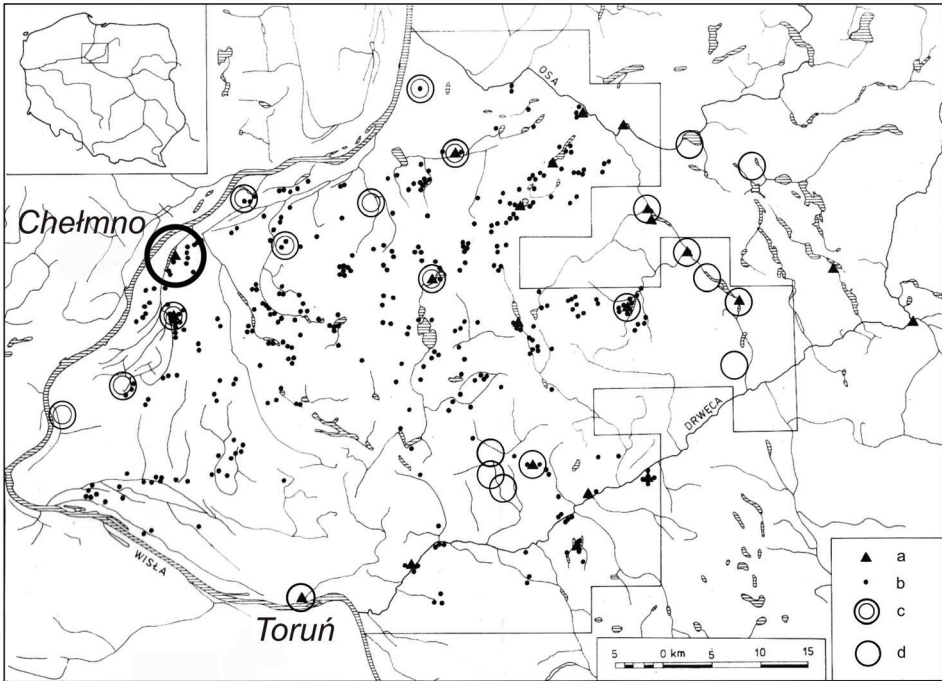 OSA
Chełmno
DRWĘCA
WISŁA
Toruń
a
b
c
d
5 0 km 5 10 15